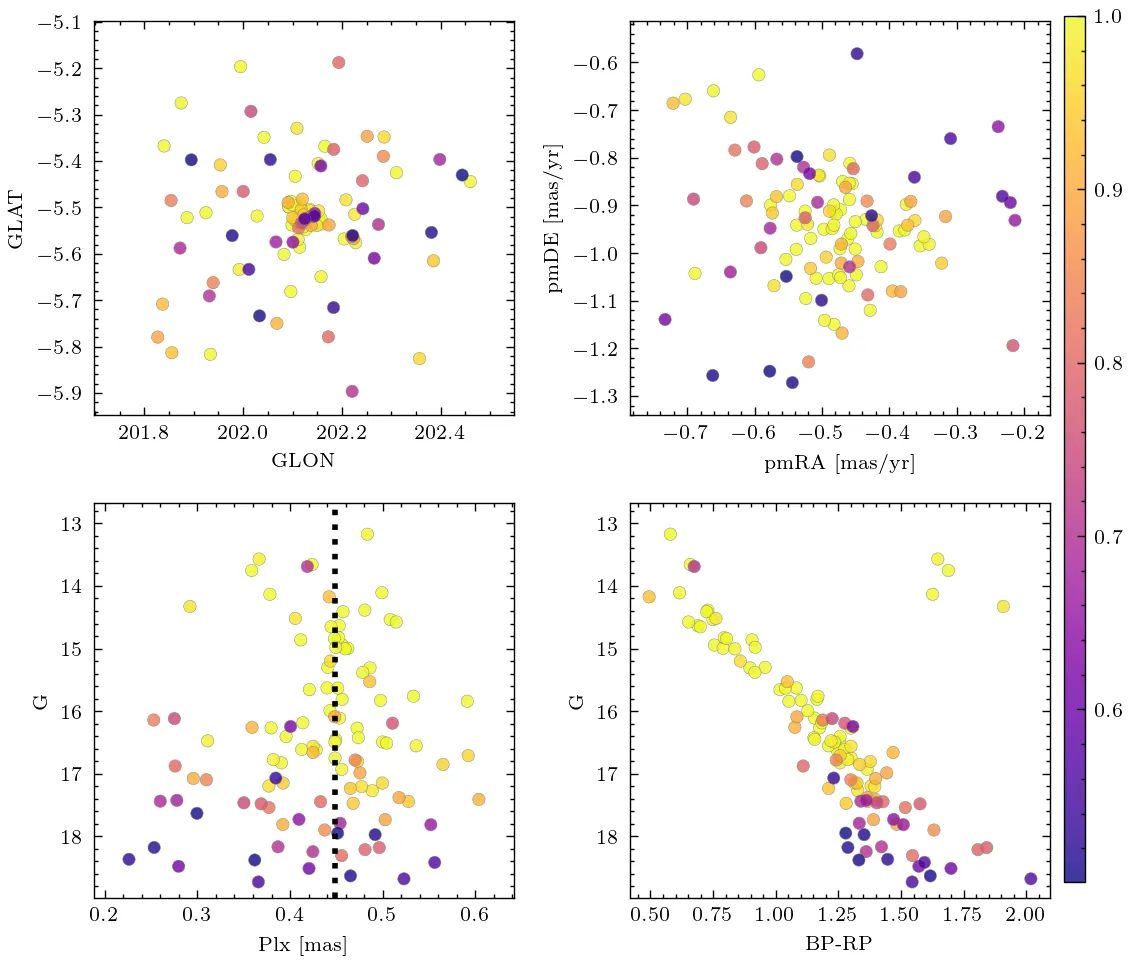 −5.1
−5.2
−5.3
−5.4
−5.5
−5.6
−5.7
−5.8
−5.9
GLAT
201.8 202.0 202.2 202.4
GLON
−0.6
−0.7
−0.8
−0.9
−1.0
−1.1
−1.2
−1.3
pmDE [mas/yr]
−0.7 −0.6 −0.5 −0.4 −0.3 −0.2
pmRA [mas/yr]
13
14
15
16
17
18
G
0.2 0.3 0.4 0.5 0.6
Plx [mas]
13
14
15
16
17
18
G
0.50 0.75 1.00 1.25 1.50 1.75 2.00
BP-RP
1.0
0.9
0.8
0.7
0.6